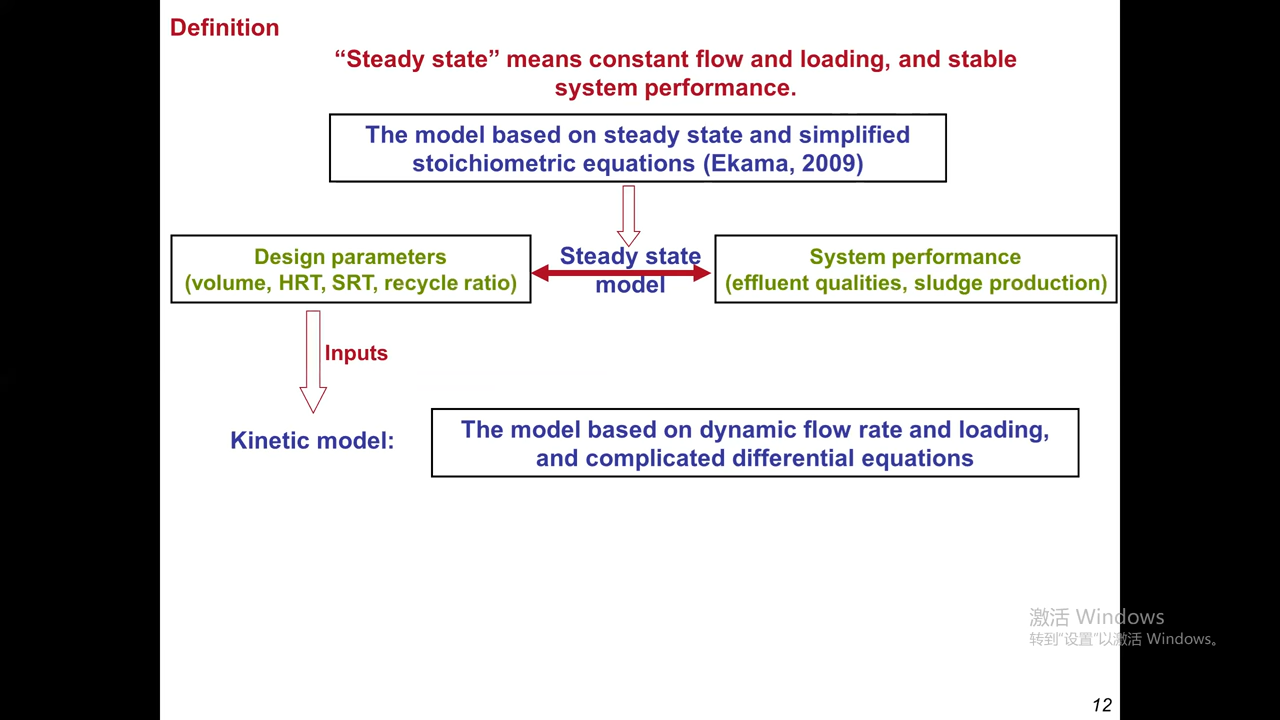 Definition
“Steady state” means constant flow and loading, and stable
system performance.
The model based on steady state and simplified
stoichiometric equations (Ekama, 2009)
Design parameters
(volume, HRT, SRT, recycle ratio)
Steady state
model
System performance
(effluent qualities, sludge production)
Inputs
Kinetic model:
The model based on dynamic flow rate and loading,
and complicated differential equations
激活 Windows
转到“设置”以激活 Windows。
12